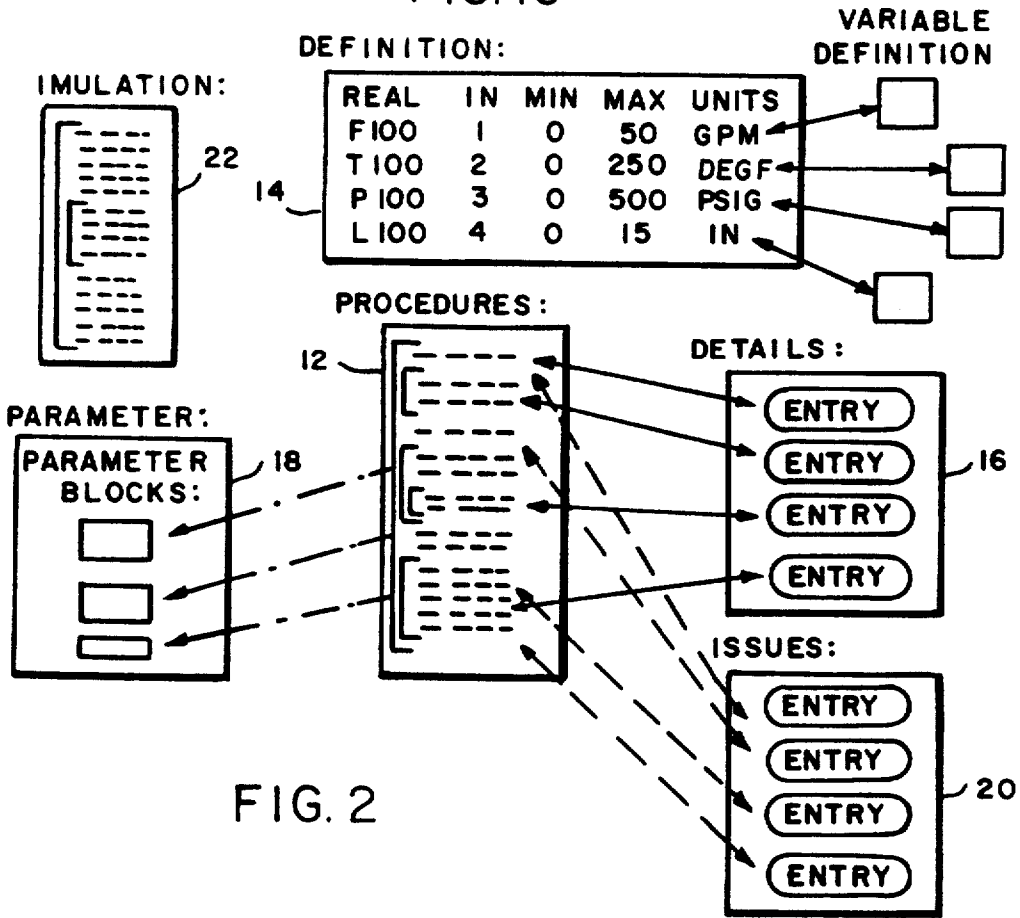 VARIABLE
DEFINITION
DEFINITION:
IMULATION:
REAL IN MIN MAX UNITS
F100 1 0 50 GPM
T100 2 0 250 DEGF
P100 3 0 500 PSIG
L100 4 0 15 IN
22
14
PROCEDURES:
12
DETAILS:
ENTRY
ENTRY
ENTRY
ENTRY
16
PARAMETER:
PARAMETER
BLOCKS:
18
ISSUES:
ENTRY
ENTRY
ENTRY
ENTRY
20
FIG. 2